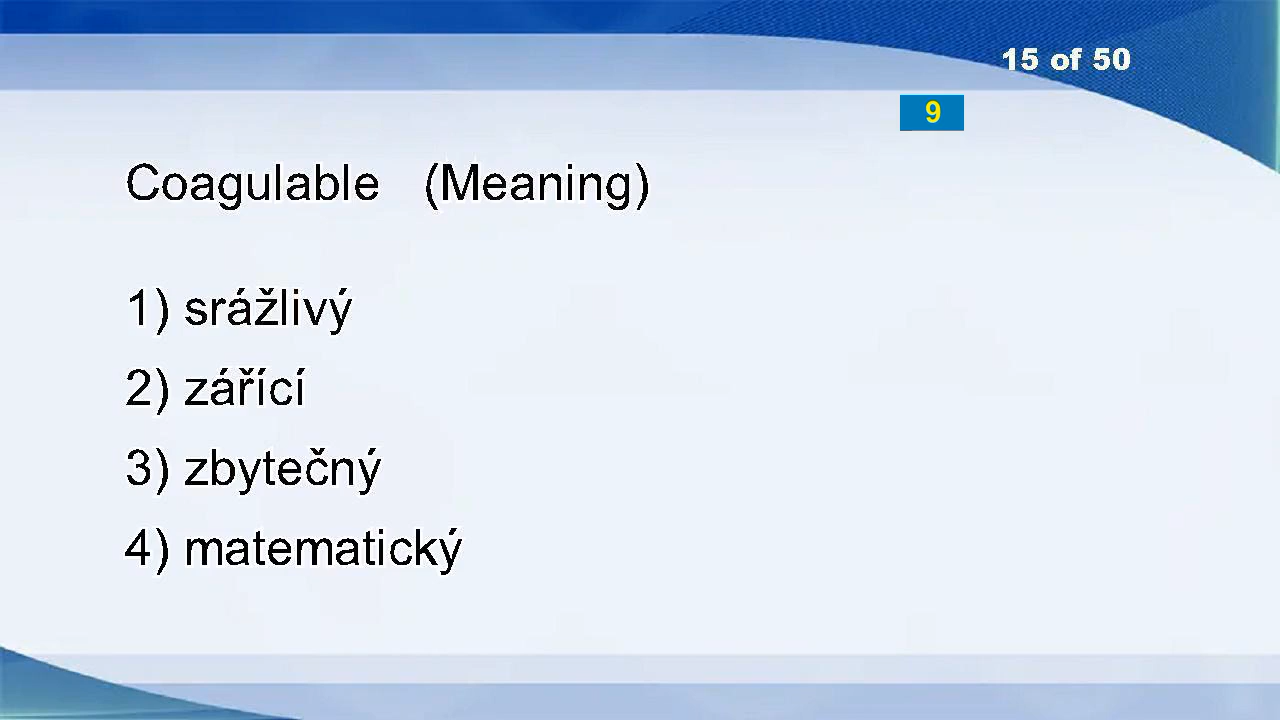 15 of 50
9
Coagulable (Meaning)
1) srážlivý
2) zářící
3) zbytečný
4) matematický